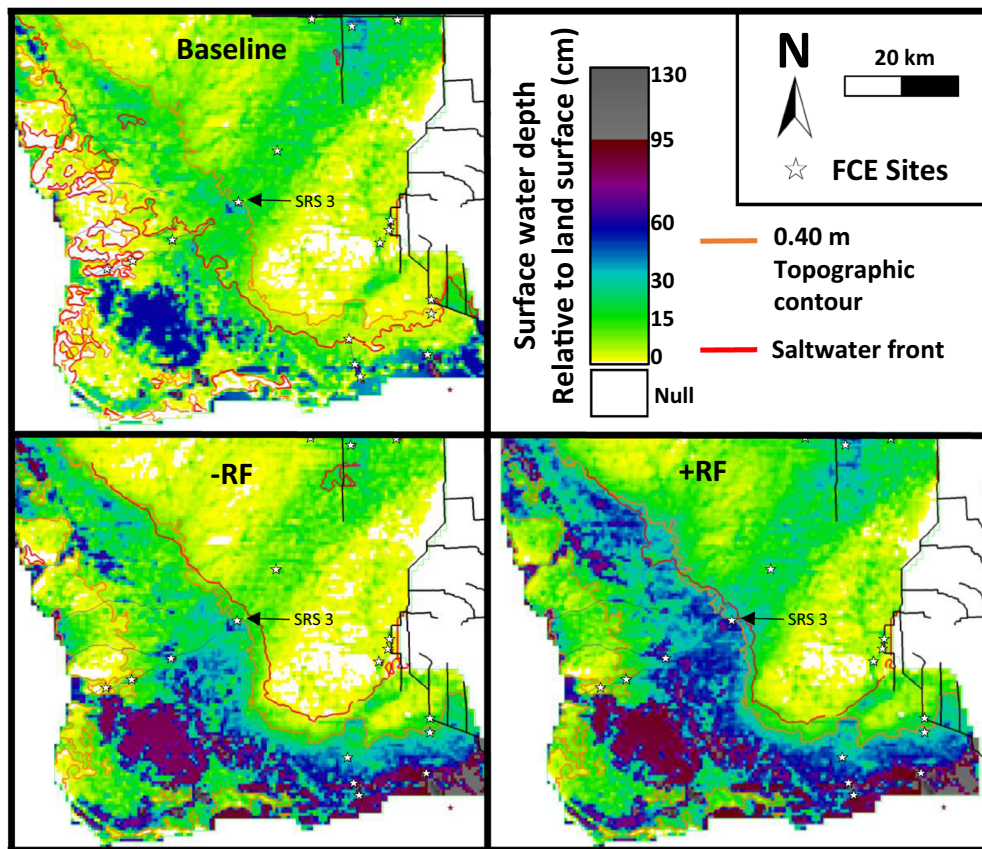 Baseline
SRS 3
Surface water depth
Relative to land surface (cm)
130
95
60
30
15
0
Null
N
20 km
FCE Sites
0.40 m
Topographic
contour
Saltwater front
-RF
SRS 3
+RF
SRS 3